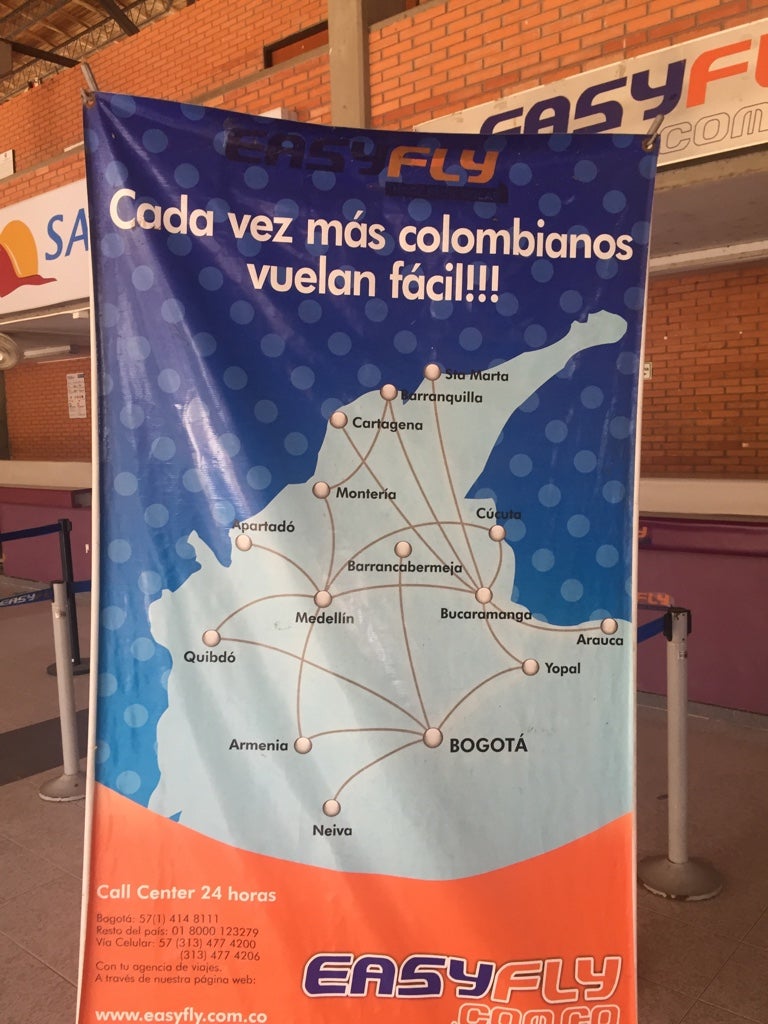 EASYFLY
.com
SA
EASYFLY
Cada vez más colombianos
vuelan fácil!!!
Sta Marta
Barranquilla
Cartagena
Montería
Apartadó
Cúcuta
Barrancabermeja
Medellín
Bucaramanga
Arauca
Quibdó
Yopal
Armenia
BOGOTÁ
Neiva
EASY
Call Center 24 horas
Bogotá: 57(1) 414 8111
Resto del país: 01 8000 123279
Vía Celular: 57 (313) 477 4200
(313) 477 4206
Con tu agencia de viajes.
A través de nuestra página web:
www.easyfly.com.co
EASYFLY
.com.co